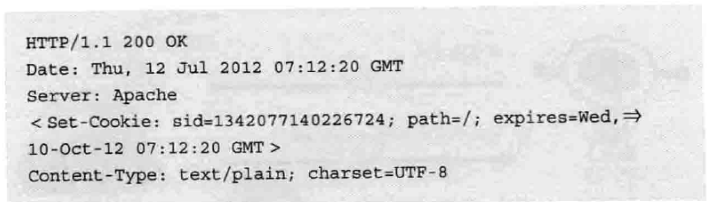 HTTP/1.1 200 OK
Date: Thu, 12 Jul 2012 07:12:20 GMT
Server: Apache
< Set-Cookie: sid=1342077140226724; path=/; expires=Wed,⇒
10-Oct-12 07:12:20 GMT >
Content-Type: text/plain; charset=UTF-8